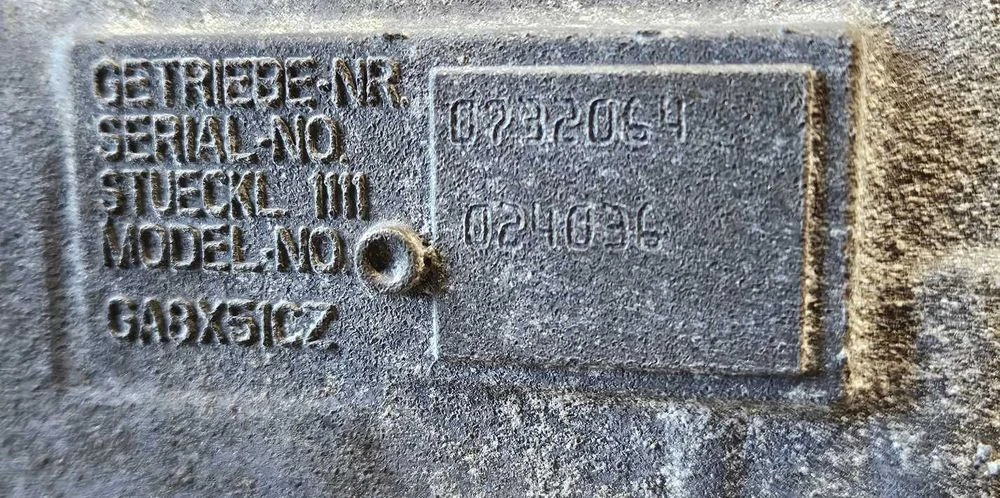 GETRIEBE-NR.
SERIAL-NO.
0732064
STUECKL. 1111
MODEL-NO.
024036
GA8X51CZ